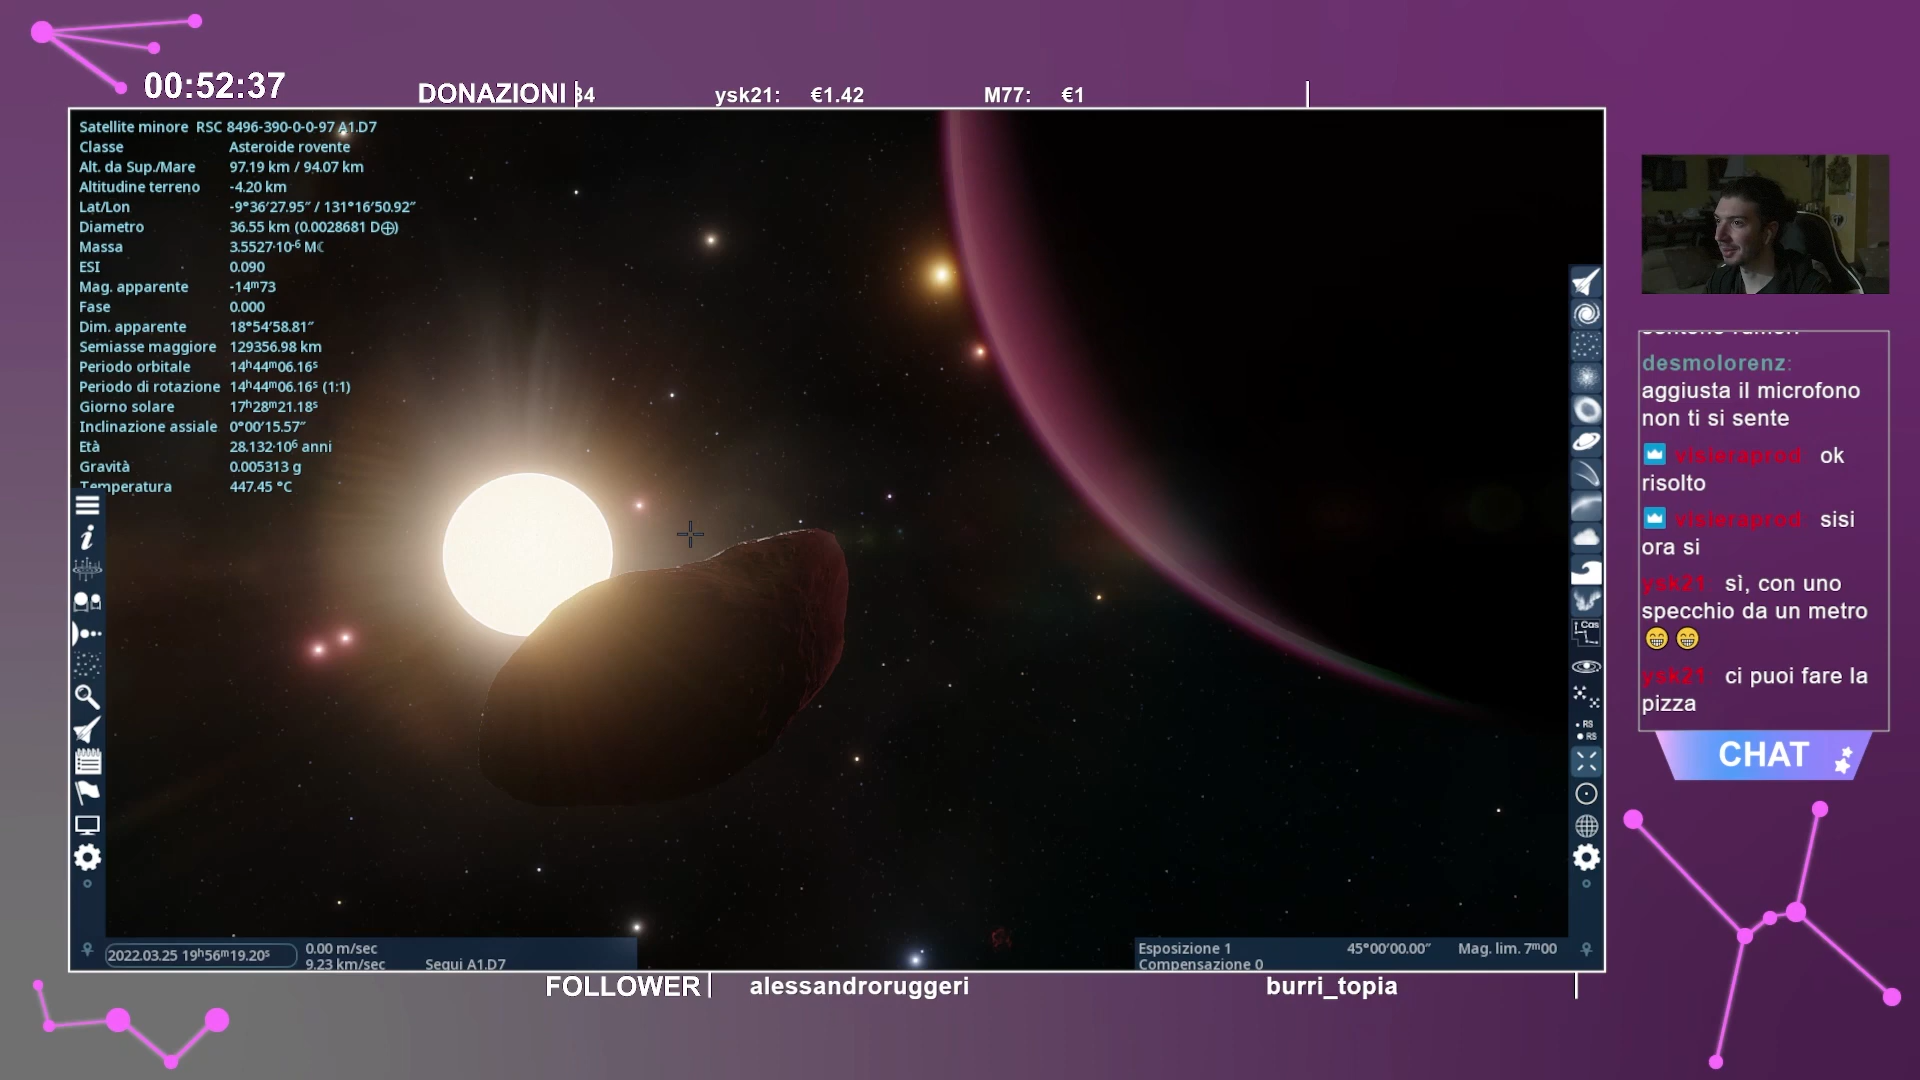 00:52:37
DONAZIONI 34 ysk21: €1.42 M77: €1
Satellite minore RSC 8496-390-0-0-97 A1.D7
Classe Asteroide rovente
Alt. da Sup./Mare 97.19 km / 94.07 km
Altitudine terreno -4.20 km
Lat/Lon -9°36′27.95″ / 131°16′50.92″
Diametro 36.55 km (0.0028681 D⊕)
Massa 3.5527·10⁻⁶ M☾
ESI 0.090
Mag. apparente -14ᵐ73
Fase 0.000
Dim. apparente 18°54′58.81″
Semiasse maggiore 129356.98 km
Periodo orbitale 14ʰ44ᵐ06.16ˢ
Periodo di rotazione 14ʰ44ᵐ06.16ˢ (1:1)
Giorno solare 17ʰ28ᵐ21.18ˢ
Inclinazione assiale 0°00′15.57″
Età 28.132·10⁶ anni
Gravità 0.005313 g
Temperatura 447.45 °C
Cas
RS
RS
2022.03.25 19ʰ56ᵐ19.20ˢ
0.00 m/sec
9.23 km/sec Segui A1.D7
Esposizione 1 45°00′00.00″ Mag. lim. 7ᵐ00
Compensazione 0
desmolorenz:
aggiusta il microfono
non ti si sente
visieraprod ok
risolto
visieraprod sisi
ora si
ysk21: sì, con uno
specchio da un metro
😁 😁
ysk21: ci puoi fare la
pizza
CHAT
FOLLOWER alessandroruggeri burri_topia